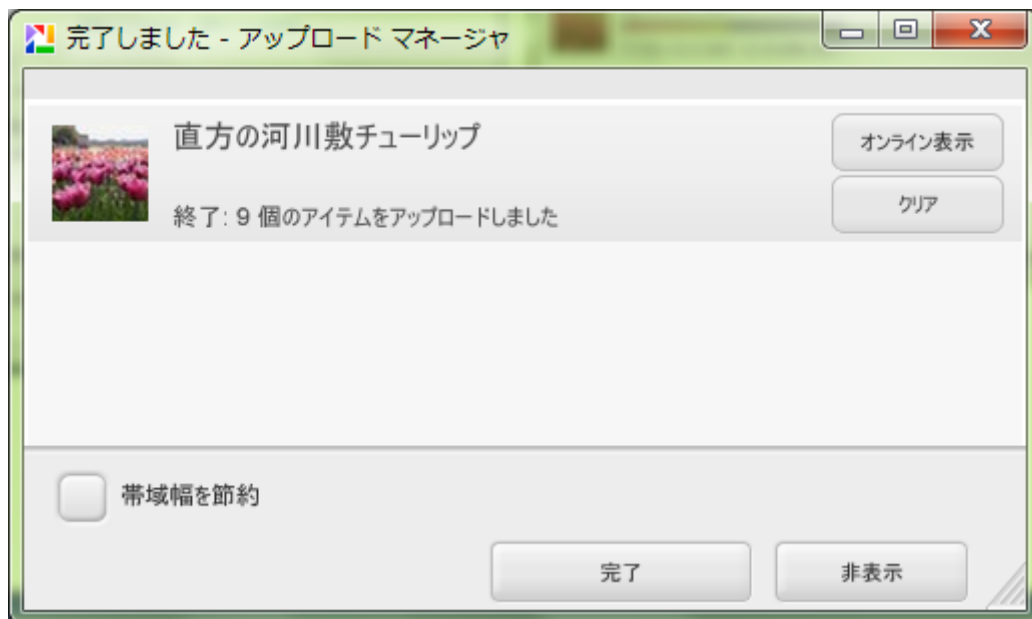 完了しました - アップロード マネージャ
直方の河川敷チューリップ
オンライン表示
終了: 9 個のアイテムをアップロードしました
クリア
帯域幅を節約
完了
非表示